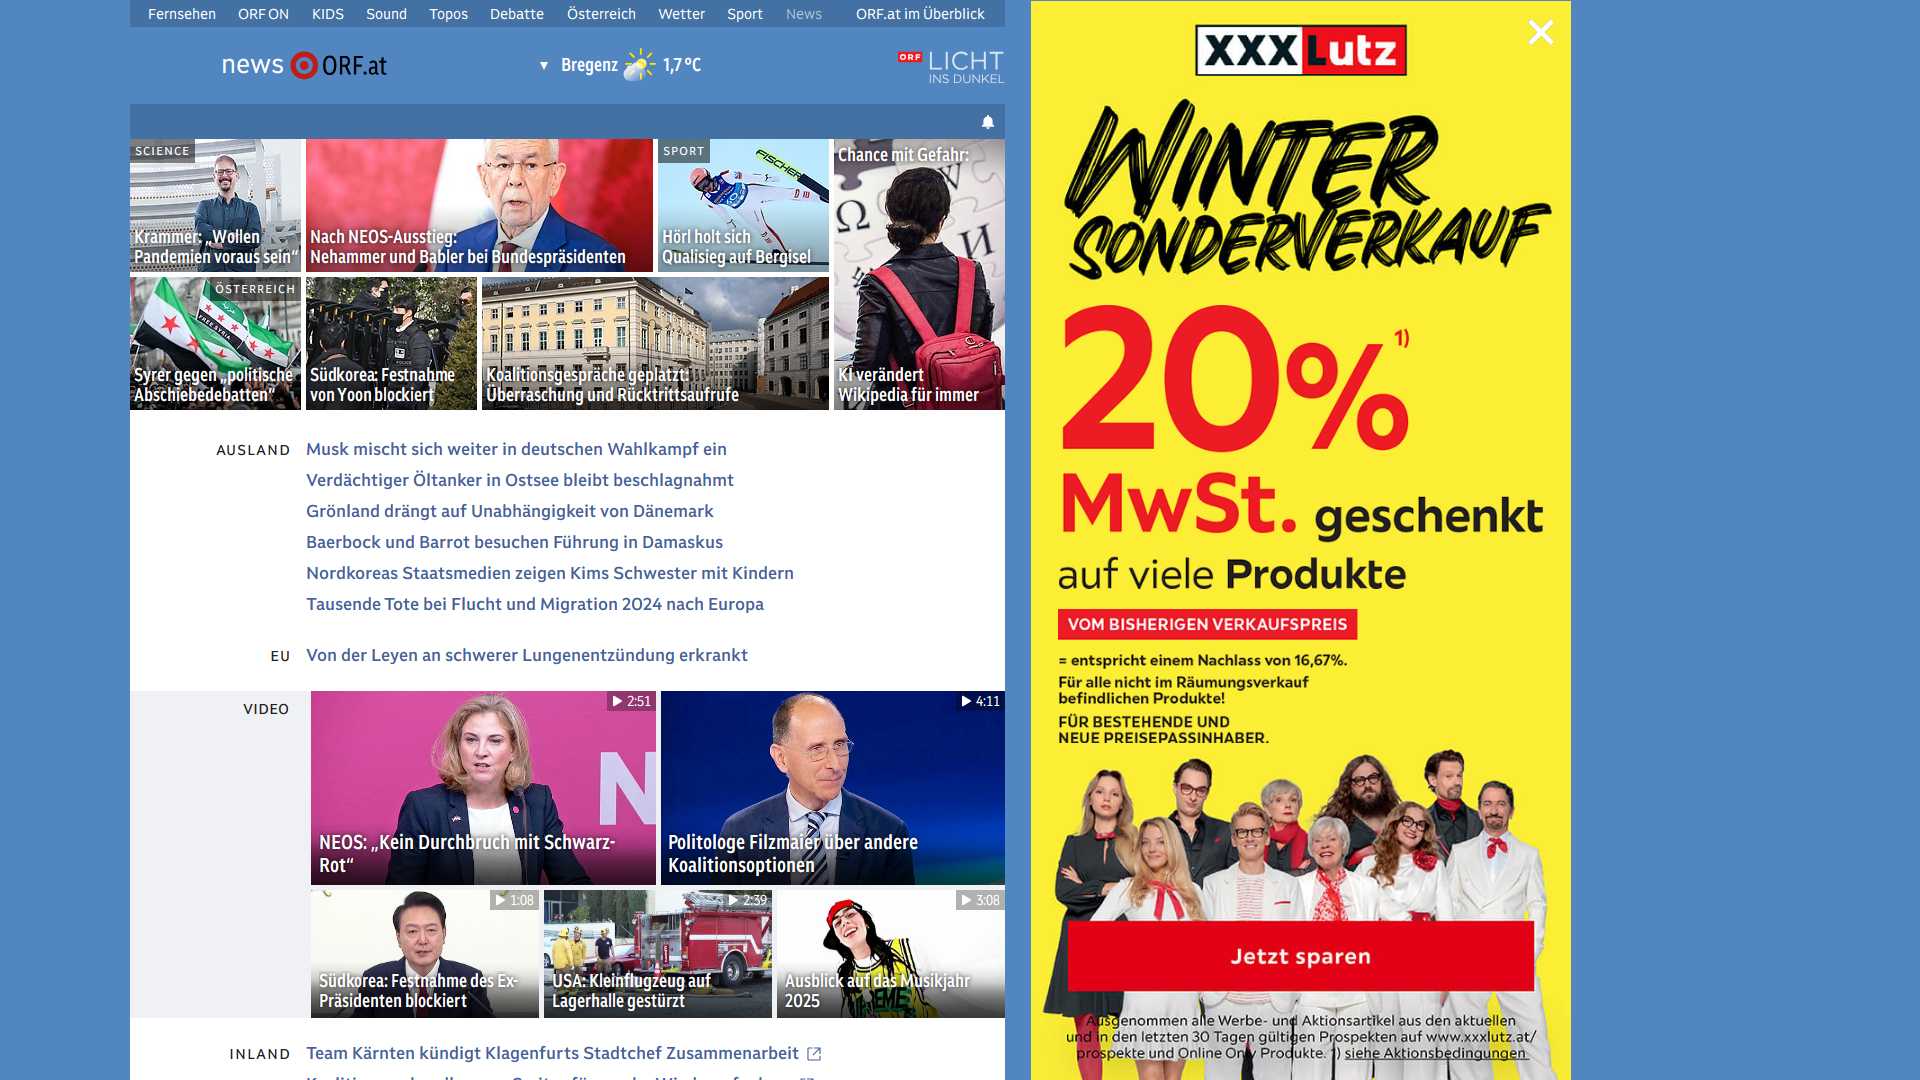 Fernsehen ORF ON KIDS Sound Topos Debatte Österreich Wetter Sport News ORF.at im Überblick
news ORF.at
▼ Bregenz 1,7 °C
ORF LICHT
INS DUNKEL
SCIENCE
Krammer: „Wollen
Pandemien voraus sein“
Nach NEOS-Ausstieg:
Nehammer und Babler bei Bundespräsidenten
SPORT
FISCHER
Hörl holt sich
Qualisieg auf Bergisel
Chance mit Gefahr:
KI verändert
Wikipedia für immer
ÖSTERREICH
FREE SYRIA
Syrer gegen „politische
Abschiebedebatten“
POLICE
Südkorea: Festnahme
von Yoon blockiert
Koalitionsgespräche geplatzt:
Überraschung und Rücktrittsaufrufe
AUSLAND
Musk mischt sich weiter in deutschen Wahlkampf ein
Verdächtiger Öltanker in Ostsee bleibt beschlagnahmt
Grönland drängt auf Unabhängigkeit von Dänemark
Baerbock und Barrot besuchen Führung in Damaskus
Nordkoreas Staatsmedien zeigen Kims Schwester mit Kindern
Tausende Tote bei Flucht und Migration 2024 nach Europa
EU
Von der Leyen an schwerer Lungenentzündung erkrankt
VIDEO
2:51
NEOS: „Kein Durchbruch mit Schwarz-
Rot“
4:11
Politologe Filzmaier über andere
Koalitionsoptionen
1:08
Südkorea: Festnahme des Ex-
Präsidenten blockiert
2:39
USA: Kleinflugzeug auf
Lagerhalle gestürzt
3:08
Ausblick auf das Musikjahr
2025
INLAND
Team Kärnten kündigt Klagenfurts Stadtchef Zusammenarbeit
XXXLutz
WINTER
SONDERVERKAUF
20% 1)
MwSt. geschenkt
auf viele Produkte
VOM BISHERIGEN VERKAUFSPREIS
= entspricht einem Nachlass von 16,67%.
Für alle nicht im Räumungsverkauf
befindlichen Produkte!
FÜR BESTEHENDE UND
NEUE PREISEPASSINHABER.
Jetzt sparen
Ausgenommen alle Werbe- und Aktionsartikel aus den aktuellen
und in den letzten 30 Tagen gültigen Prospekten auf www.xxxlutz.at/
prospekte und Online Only Produkte. 1) siehe Aktionsbedingungen